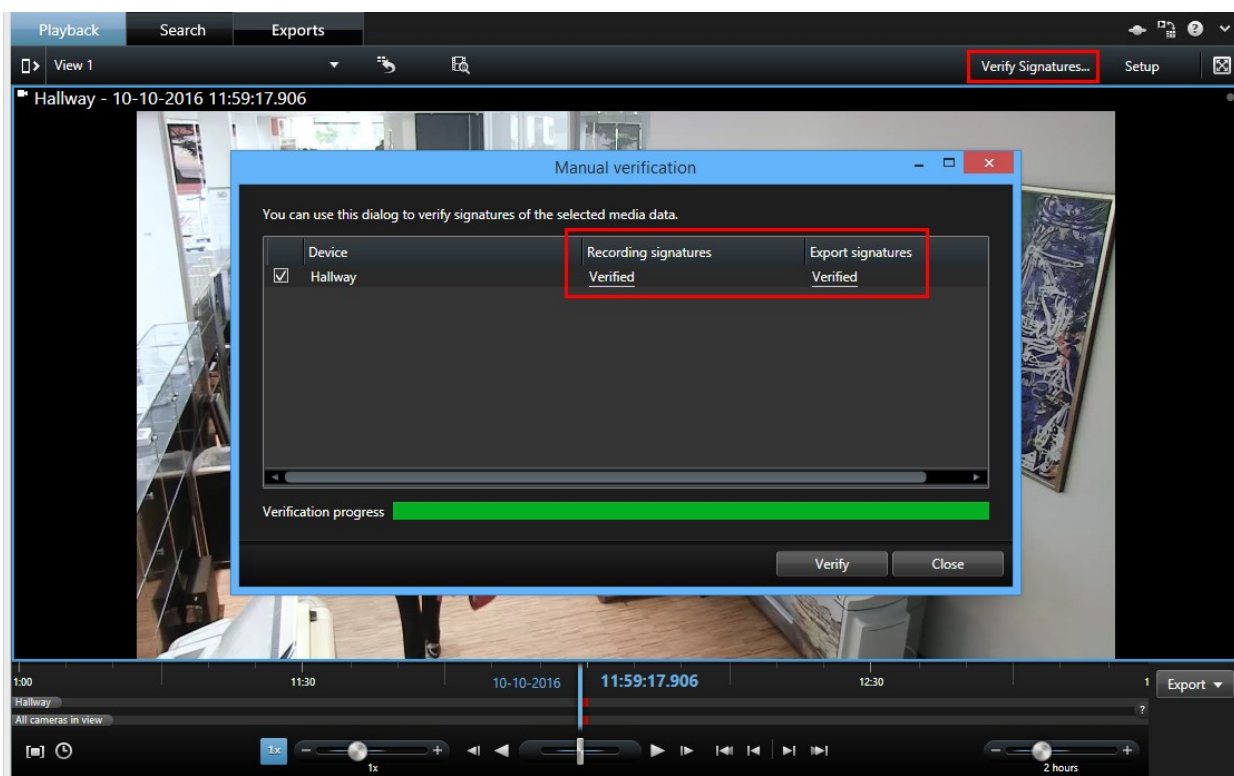 Playback Search Exports
View 1 Verify Signatures... Setup
Hallway - 10-10-2016 11:59:17.906
Manual verification
You can use this dialog to verify signatures of the selected media data.
Device Recording signatures Export signatures
Hallway Verified Verified
Verification progress
Verify Close
1:00 11:30 10-10-2016 11:59:17.906 12:30 1 Export
Hallway
?
All cameras in view
1x
1x 2 hours